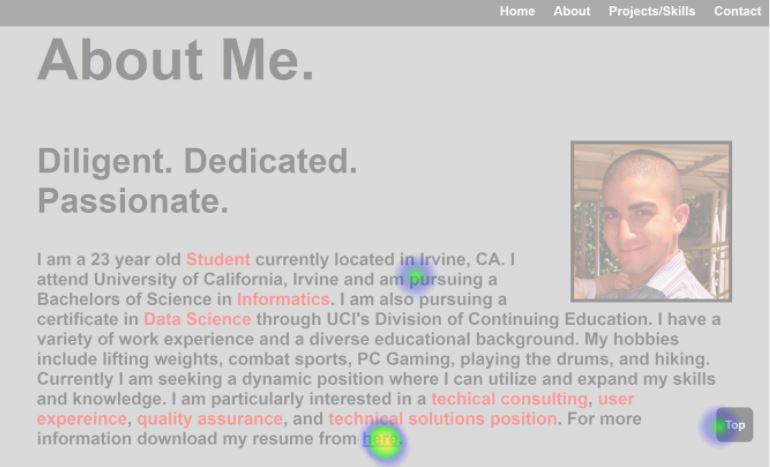 Home About Projects/Skills Contact
About Me.
Diligent. Dedicated.
Passionate.
I am a 23 year old Student currently located in Irvine, CA. I
attend University of California, Irvine and am pursuing a
Bachelors of Science in Informatics. I am also pursuing a
certificate in Data Science through UCI's Division of Continuing Education. I have a
variety of work experience and a diverse educational background. My hobbies
include lifting weights, combat sports, PC Gaming, playing the drums, and hiking.
Currently I am seeking a dynamic position where I can utilize and expand my skills
and knowledge. I am particularly interested in a techical consulting, user
expereince, quality assurance, and technical solutions position. For more
information download my resume from here.
Top